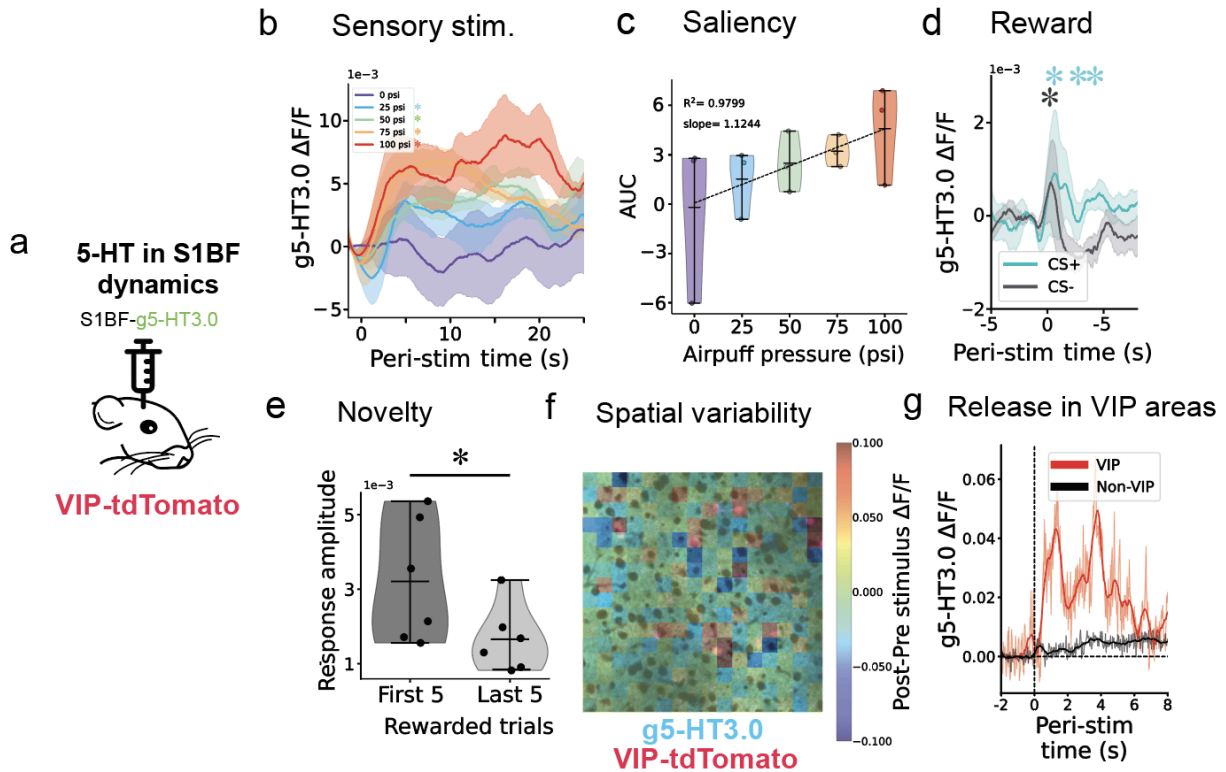 a
5-HT in S1BF
dynamics
S1BF-g5-HT3.0
VIP-tdTomato
b
Sensory stim.
1e−3
0 psi
25 psi *
50 psi *
75 psi *
100 psi *
g5-HT3.0 ΔF/F
10
5
0
−5
0
10
20
Peri-stim time (s)
c
Saliency
R²= 0.9799
slope= 1.1244
AUC
6
3
0
−3
−6
0
25
50
75
100
Airpuff pressure (psi)
d
Reward
1e−3
* **
*
g5-HT3.0 ΔF/F
2
0
−2
CS+
CS-
-5
0
-5
Peri-stim time (s)
e
Novelty
*
1e−3
Response amplitude
5
3
1
First 5
Last 5
Rewarded trials
f
Spatial variability
0.100
0.050
0.000
−0.050
−0.100
Post-Pre stimulus ΔF/F
g5-HT3.0
VIP-tdTomato
g
Release in VIP areas
VIP
Non-VIP
g5-HT3.0 ΔF/F
0.06
0.04
0.02
0.00
-2
0
2
4
6
8
Peri-stim
time (s)